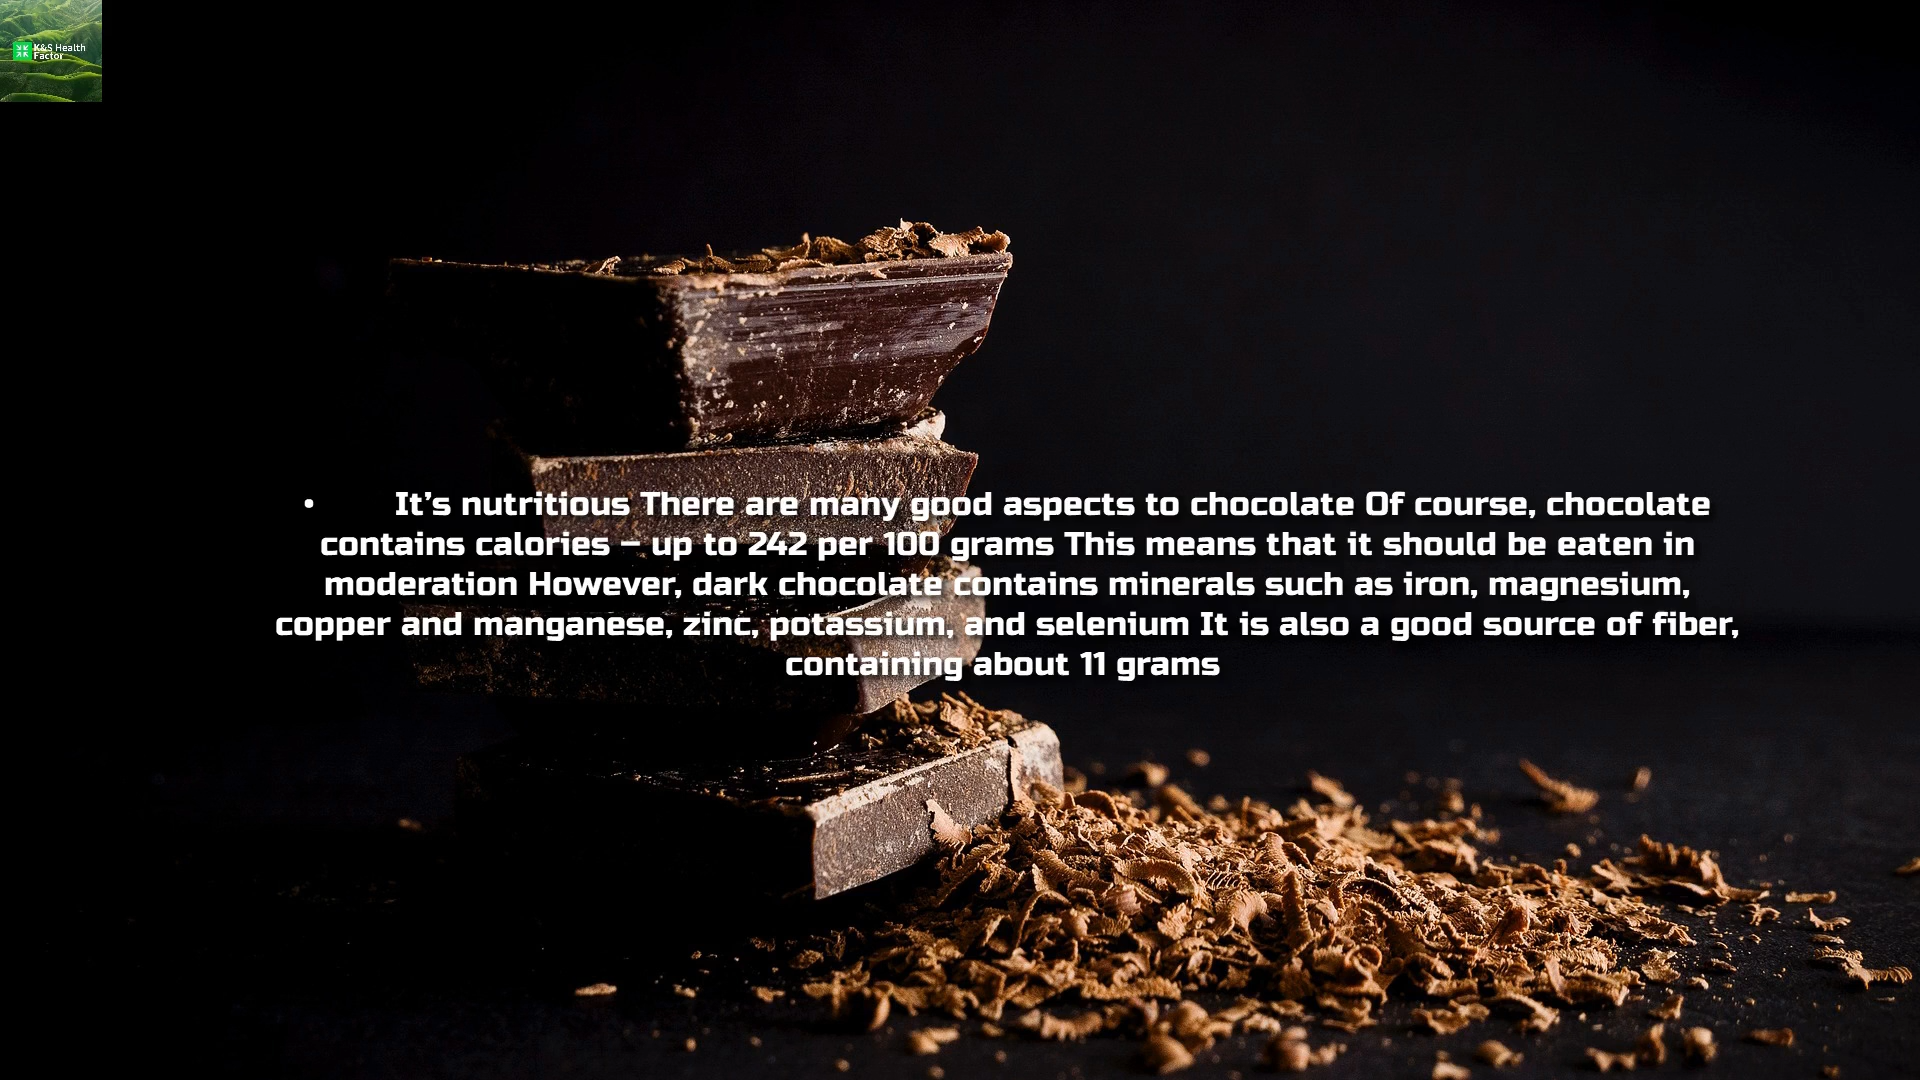 K&S Health
Factor
• It’s nutritious There are many good aspects to chocolate Of course, chocolate
contains calories – up to 242 per 100 grams This means that it should be eaten in
moderation However, dark chocolate contains minerals such as iron, magnesium,
copper and manganese, zinc, potassium, and selenium It is also a good source of fiber,
containing about 11 grams